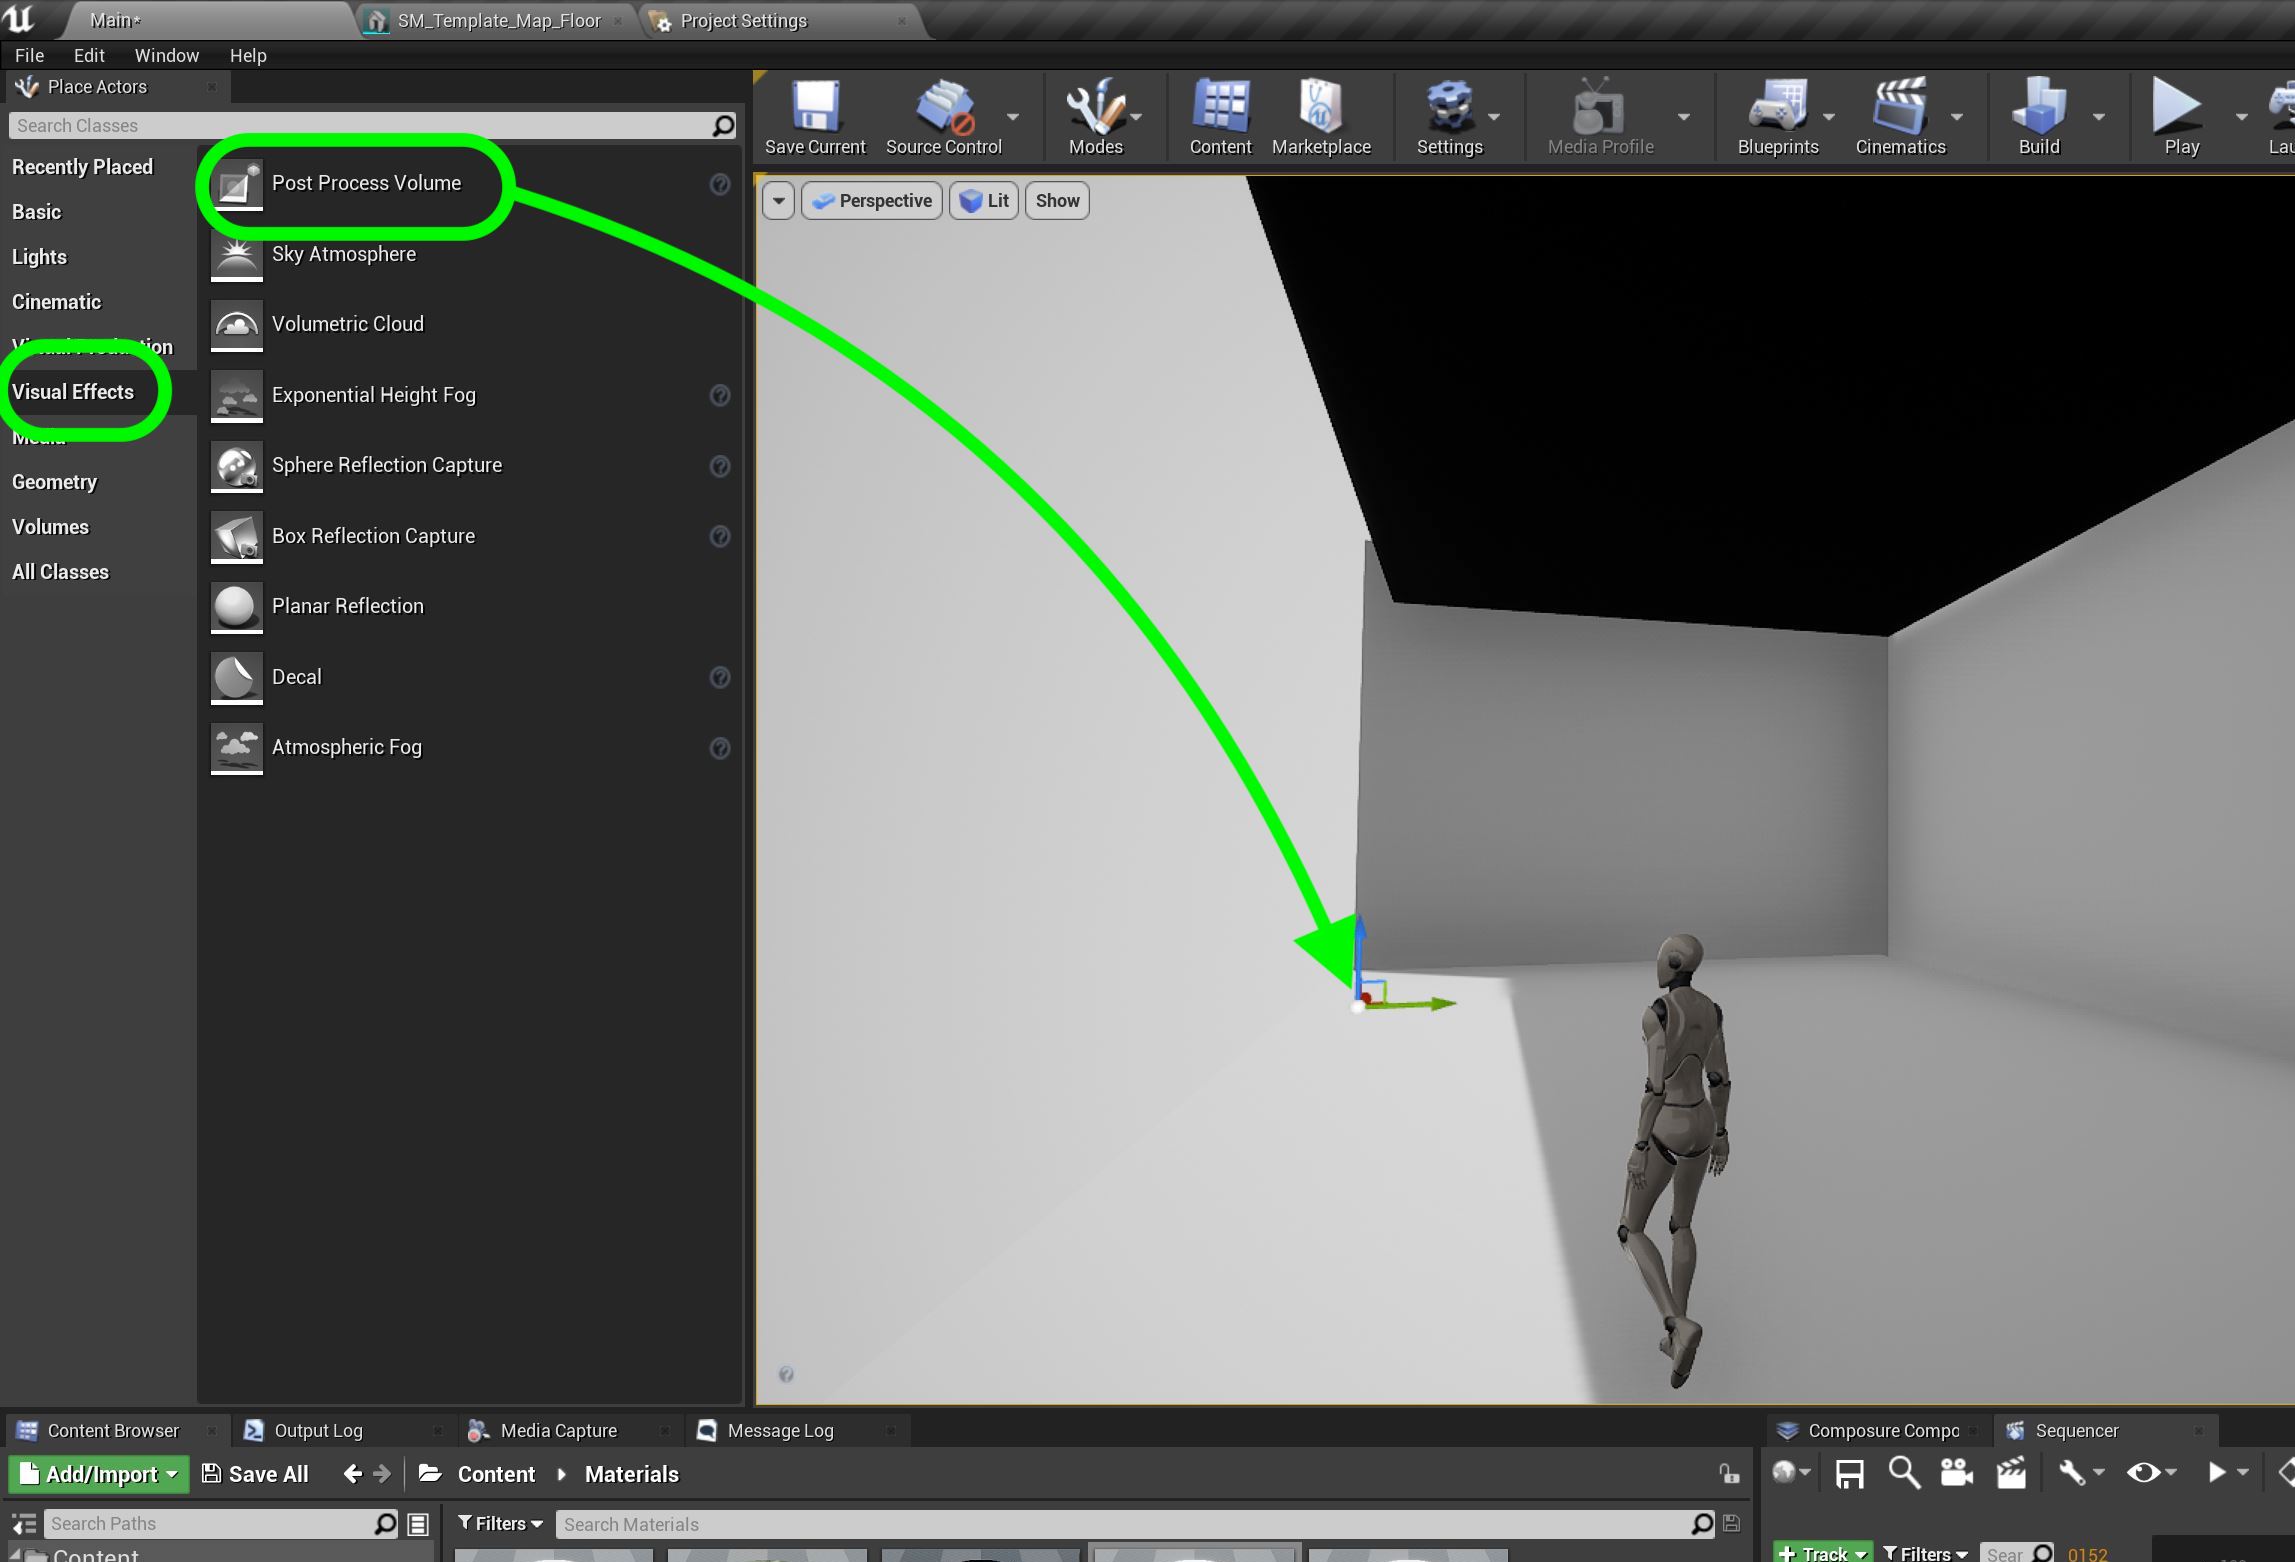 Main*
SM_Template_Map_Floor
Project Settings
File Edit Window Help
Place Actors
Search Classes
Recently Placed
Basic
Lights
Cinematic
Visual Effects
Geometry
Volumes
All Classes
Post Process Volume
Sky Atmosphere
Volumetric Cloud
Exponential Height Fog
Sphere Reflection Capture
Box Reflection Capture
Planar Reflection
Decal
Atmospheric Fog
Save Current Source Control Modes Content Marketplace Settings Media Profile Blueprints Cinematics Build Play
Perspective Lit Show
Content Browser Output Log Media Capture Message Log
Add/Import Save All Content Materials
Search Paths Filters Search Materials
Content
Composure Compo Sequencer
Track Filters Sear 0152